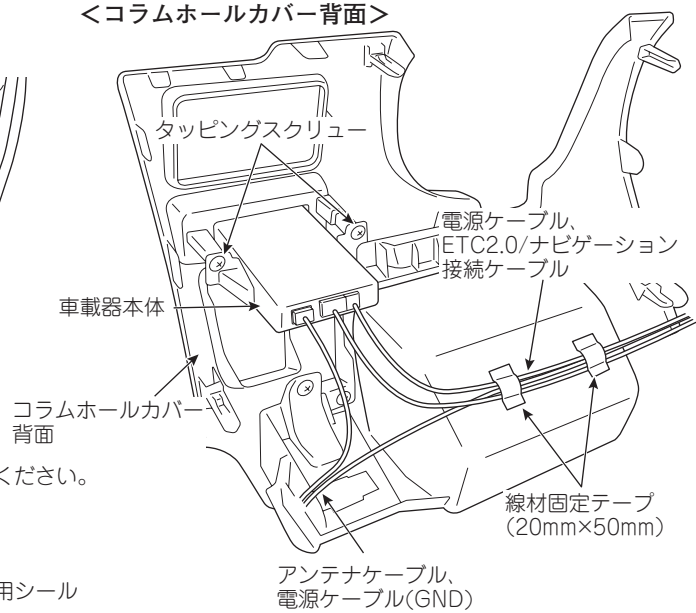 ＜コラムホールカバー背面＞
タッピングスクリュー
電源ケーブル、
ETC2.0/ナビゲーション
接続ケーブル
車載器本体
コラムホールカバー
背面
ください。
線材固定テープ
(20mm×50mm)
用シール
アンテナケーブル、
電源ケーブル(GND)